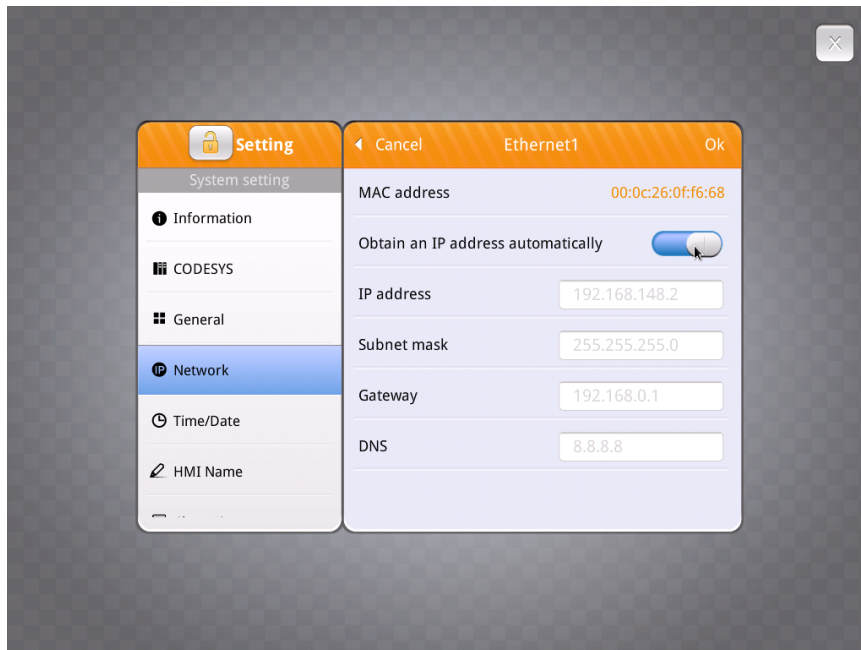 Setting
System setting
Information
CODESYS
General
Network
Time/Date
HMI Name
Cancel Ethernet1 Ok
MAC address 00:0c:26:0f:f6:68
Obtain an IP address automatically
IP address 192.168.148.2
Subnet mask 255.255.255.0
Gateway 192.168.0.1
DNS 8.8.8.8